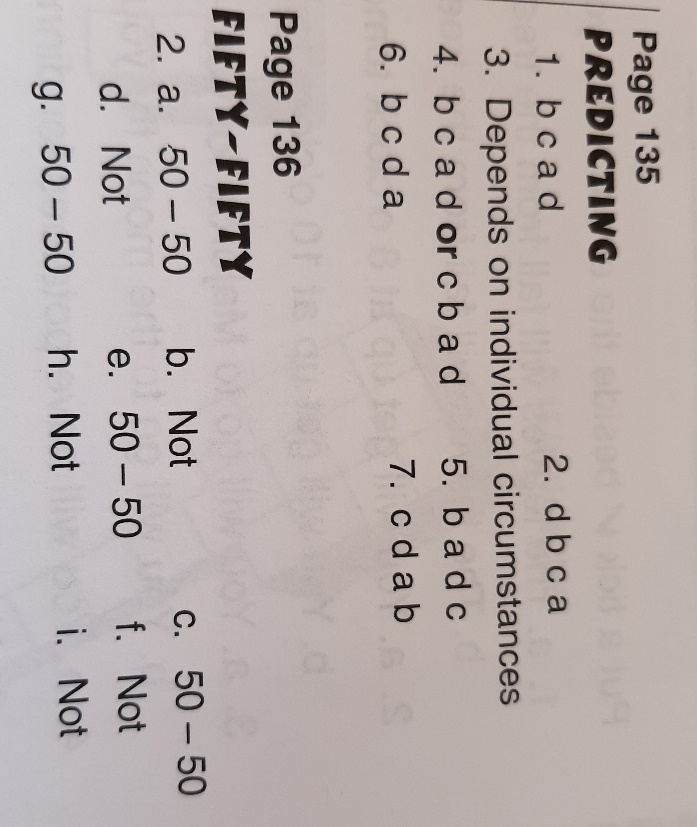 Page 135
PREDICTING
1. b c a d 2. d b c a
3. Depends on individual circumstances
4. b c a d or c b a d 5. b a d c
6. b c d a 7. c d a b
Page 136
FIFTY-FIFTY
2. a. 50 – 50 b. Not c. 50 – 50
d. Not e. 50 – 50 f. Not
g. 50 – 50 h. Not i. Not